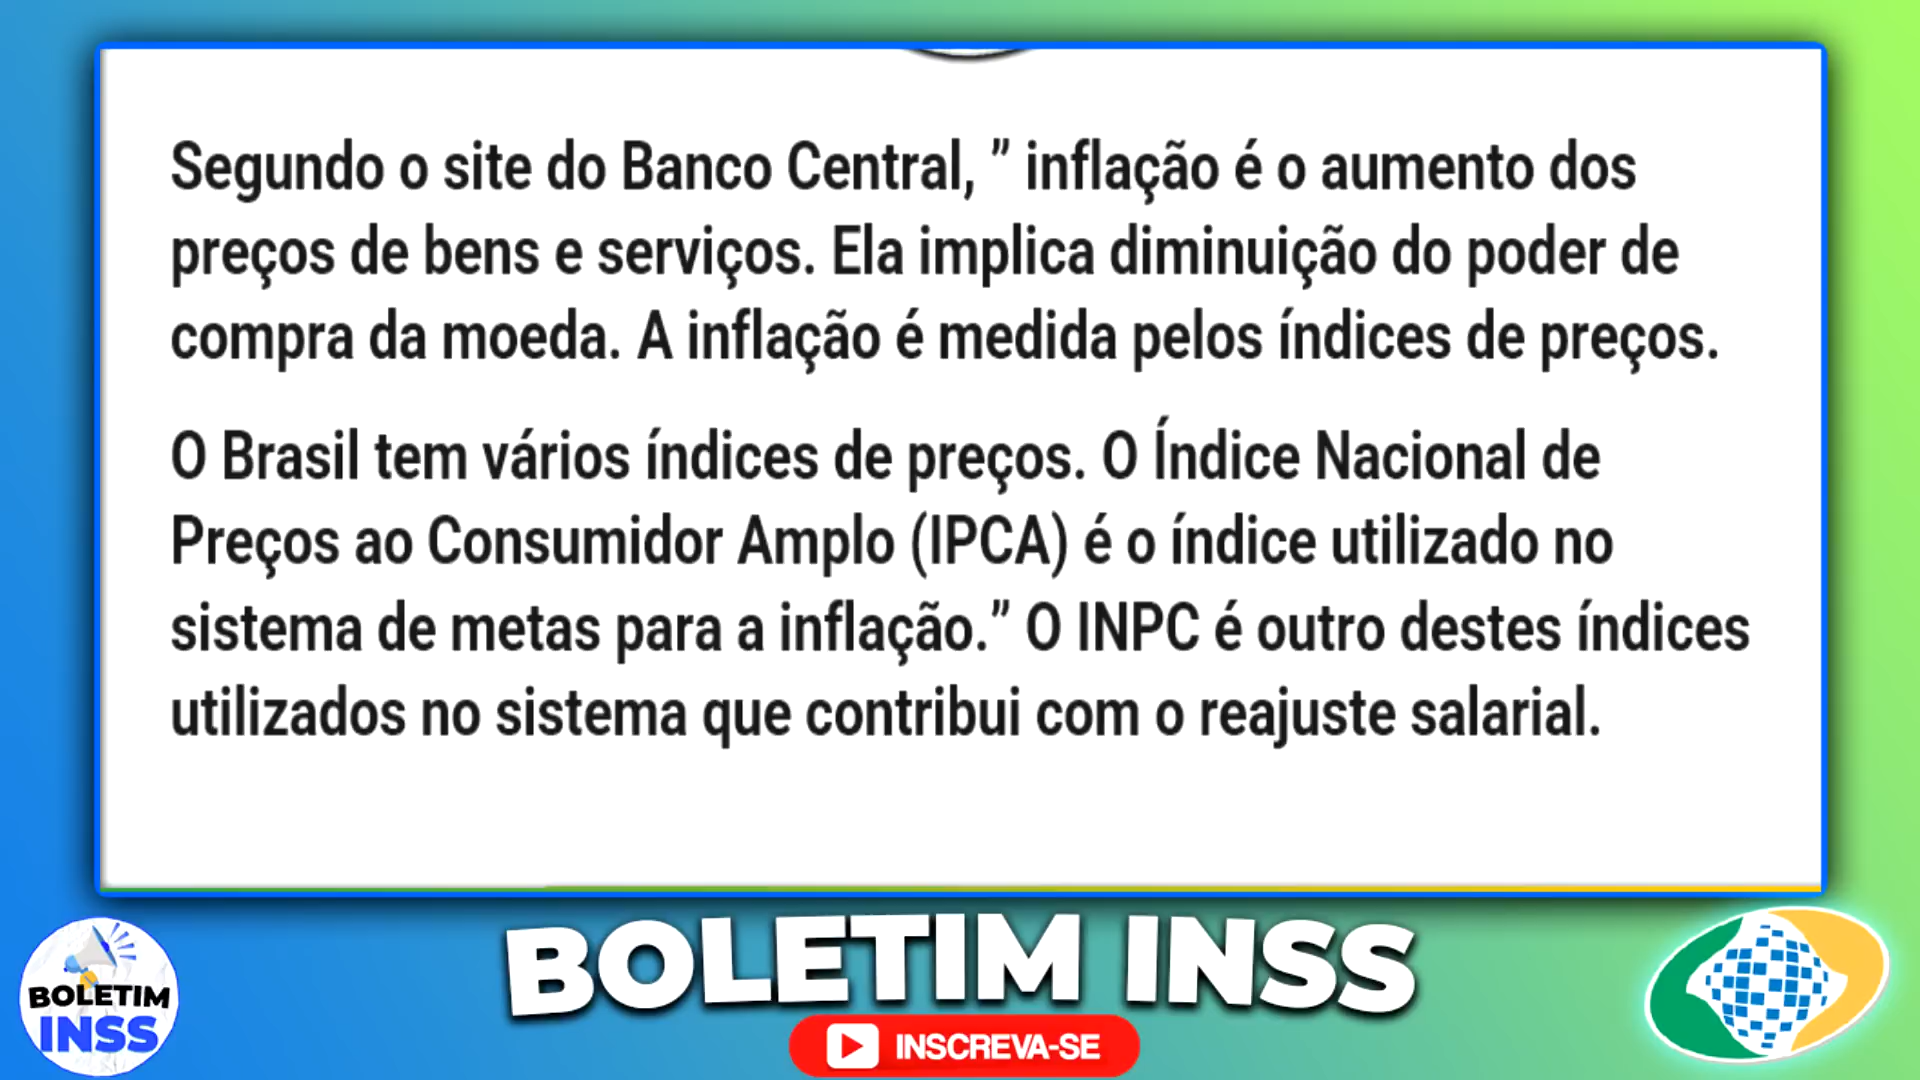 Segundo o site do Banco Central, ” inflação é o aumento dos
preços de bens e serviços. Ela implica diminuição do poder de
compra da moeda. A inflação é medida pelos índices de preços.
O Brasil tem vários índices de preços. O Índice Nacional de
Preços ao Consumidor Amplo (IPCA) é o índice utilizado no
sistema de metas para a inflação.” O INPC é outro destes índices
utilizados no sistema que contribui com o reajuste salarial.
BOLETIM INSS
INSCREVA-SE
BOLETIM
INSS